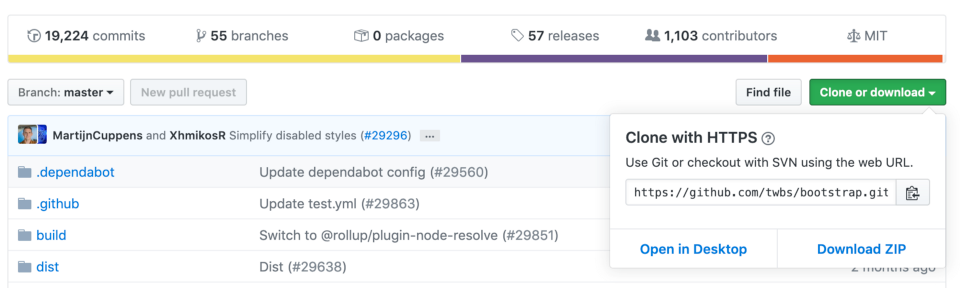 19,224 commits 55 branches 0 packages 57 releases 1,103 contributors MIT
Branch: master New pull request Find file Clone or download
MartijnCuppens and XhmikosR Simplify disabled styles (#29296) ...
Clone with HTTPS ?
Use Git or checkout with SVN using the web URL.
https://github.com/twbs/bootstrap.git
Open in Desktop Download ZIP
.dependabot Update dependabot config (#29560)
.github Update test.yml (#29863)
build Switch to @rollup/plugin-node-resolve (#29851)
dist Dist (#29638) 2 months ago